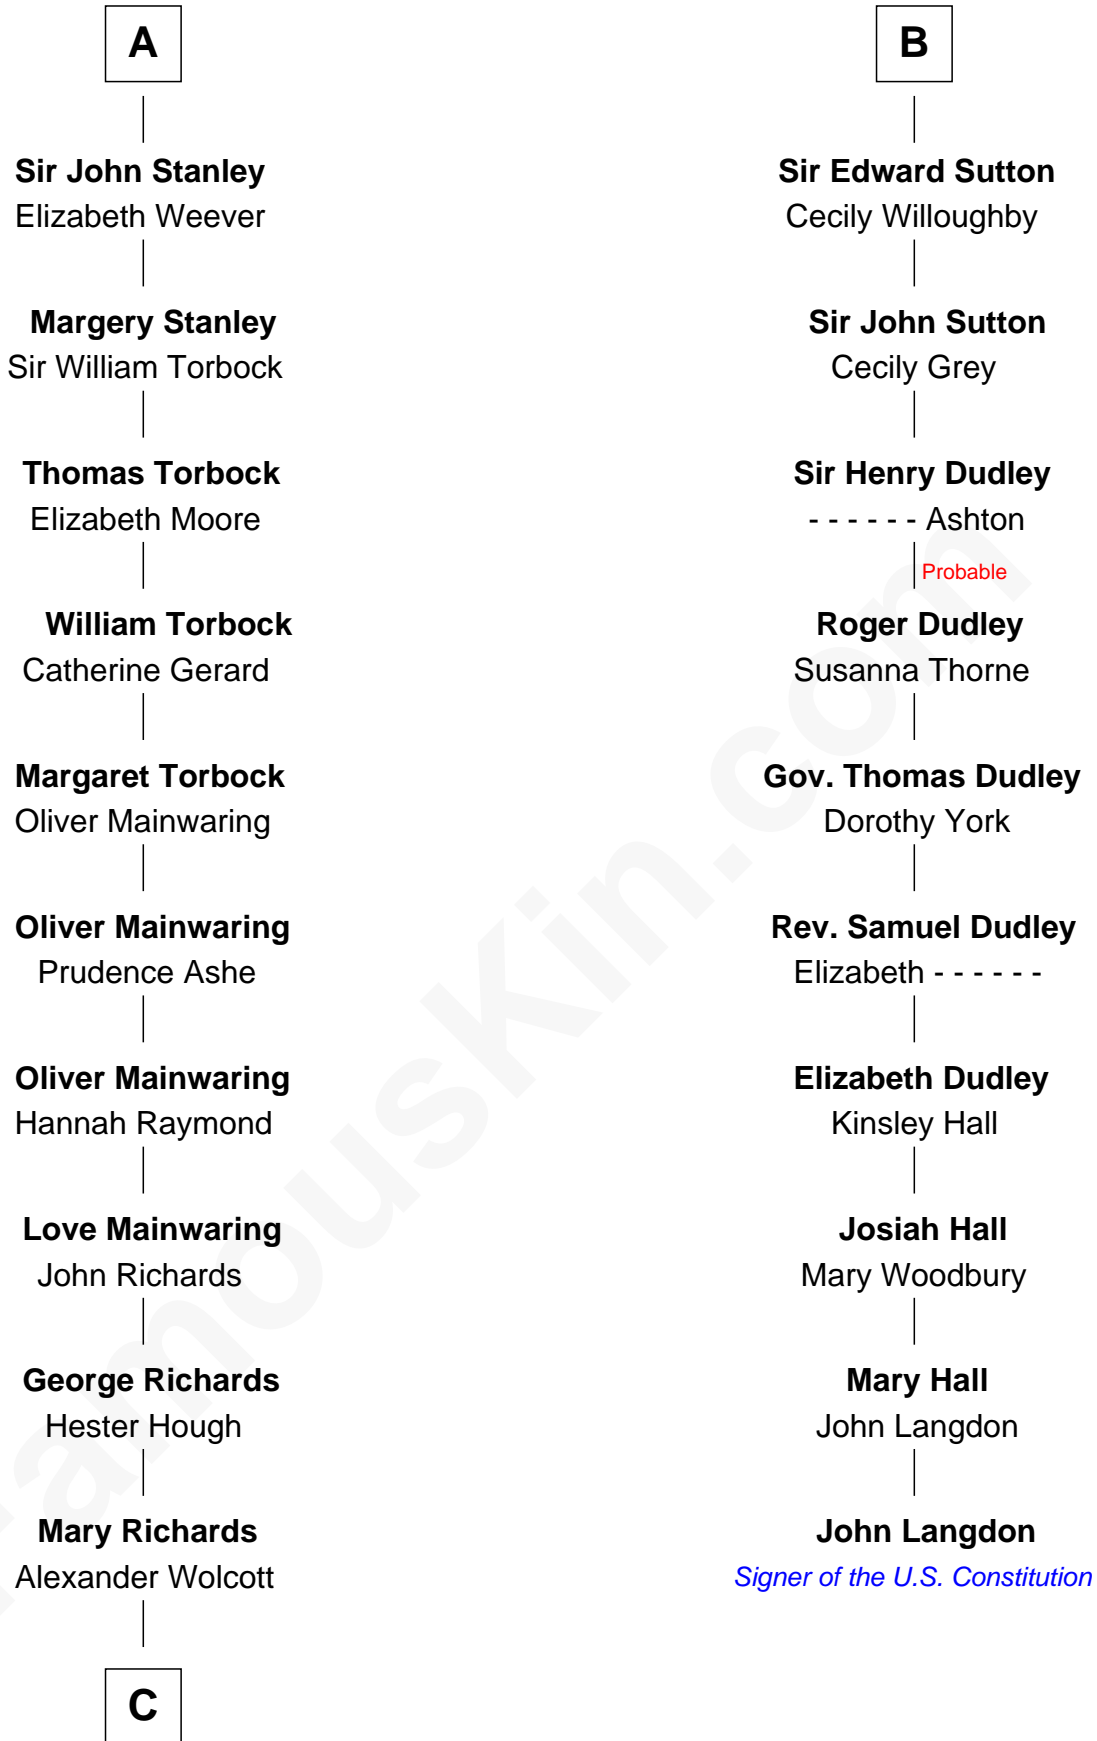 A
Sir John Stanley
Elizabeth Weever
Margery Stanley
Sir William Torbock
Thomas Torbock
Elizabeth Moore
William Torbock
Catherine Gerard
Margaret Torbock
Oliver Mainwaring
Oliver Mainwaring
Prudence Ashe
Oliver Mainwaring
Hannah Raymond
Love Mainwaring
John Richards
George Richards
Hester Hough
Mary Richards
Alexander Wolcott
C
B
Sir Edward Sutton
Cecily Willoughby
Sir John Sutton
Cecily Grey
Sir Henry Dudley
- - - - - - Ashton
Probable
Roger Dudley
Susanna Thorne
Gov. Thomas Dudley
Dorothy York
Rev. Samuel Dudley
Elizabeth - - - - - -
Elizabeth Dudley
Kinsley Hall
Josiah Hall
Mary Woodbury
Mary Hall
John Langdon
John Langdon
Signer of the U.S. Constitution
FamousKin.com